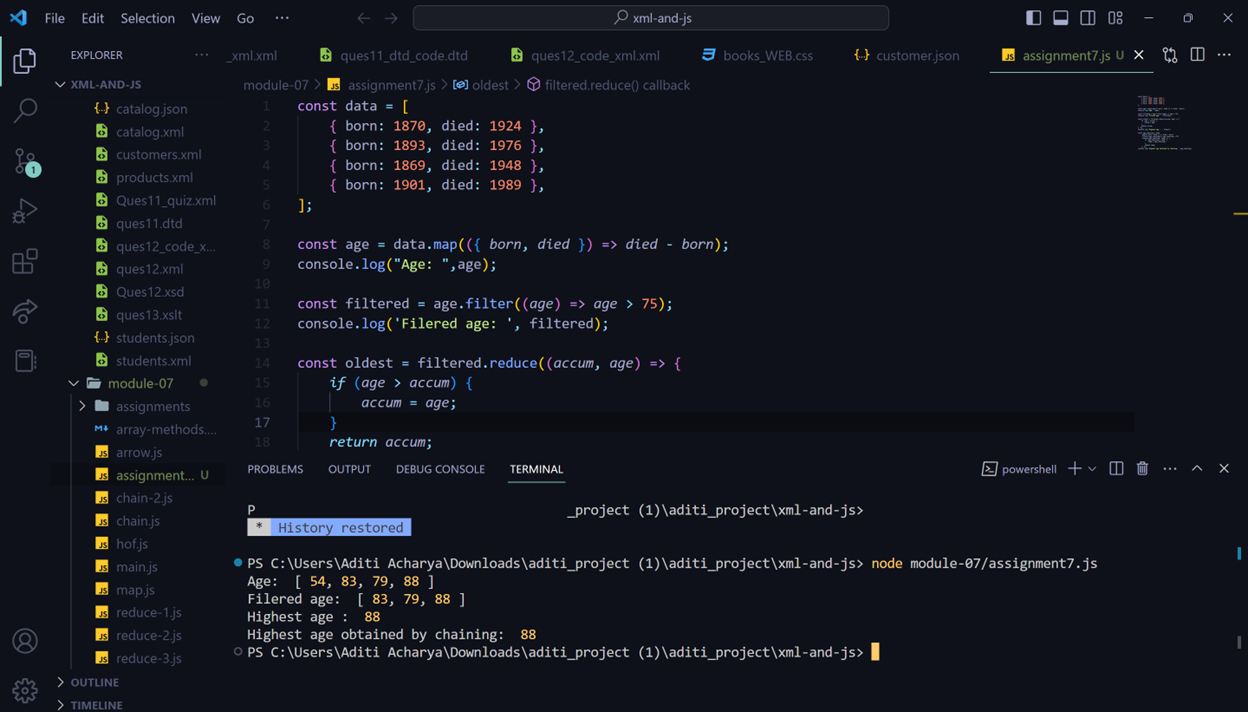 File Edit Selection View Go ···
xml-and-js
EXPLORER ···
_xml.xml
ques11_dtd_code.dtd
ques12_code_xml.xml
books_WEB.css
customer.json
assignment7.js U
XML-AND-JS
catalog.json
catalog.xml
customers.xml
products.xml
Ques11_quiz.xml
ques11.dtd
ques12_code_x...
ques12.xml
Ques12.xsd
ques13.xslt
students.json
students.xml
module-07
assignments
array-methods....
arrow.js
assignment... U
chain-2.js
chain.js
hof.js
main.js
map.js
reduce-1.js
reduce-2.js
reduce-3.js
OUTLINE
TIMELINE
1
module-07 > assignment7.js > oldest > filtered.reduce() callback
1 const data = [
2 { born: 1870, died: 1924 },
3 { born: 1893, died: 1976 },
4 { born: 1869, died: 1948 },
5 { born: 1901, died: 1989 },
6 ];
7
8 const age = data.map(({ born, died }) => died - born);
9 console.log("Age: ",age);
10
11 const filtered = age.filter((age) => age > 75);
12 console.log('Filered age: ', filtered);
13
14 const oldest = filtered.reduce((accum, age) => {
15 if (age > accum) {
16 accum = age;
17 }
18 return accum;
PROBLEMS OUTPUT DEBUG CONSOLE TERMINAL
powershell
P _project (1)\aditi_project\xml-and-js>
* History restored
PS C:\Users\Aditi Acharya\Downloads\aditi_project (1)\aditi_project\xml-and-js> node module-07/assignment7.js
Age:  [ 54, 83, 79, 88 ]
Filered age:  [ 83, 79, 88 ]
Highest age :  88
Highest age obtained by chaining:  88
PS C:\Users\Aditi Acharya\Downloads\aditi_project (1)\aditi_project\xml-and-js>